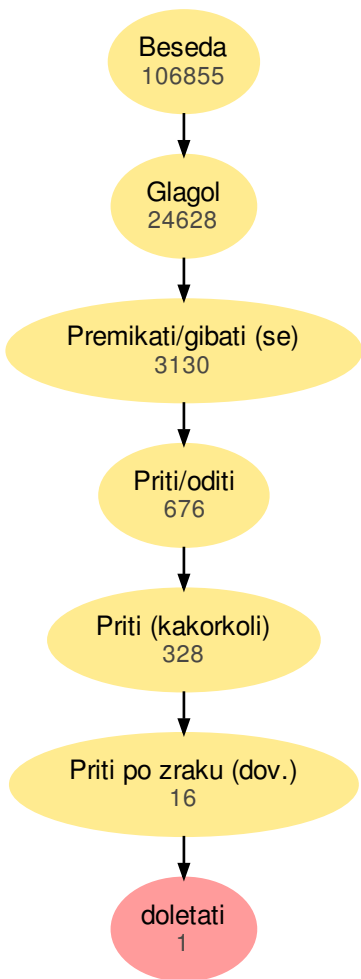 Beseda
106855
Glagol
24628
Premikati/gibati (se)
3130
Priti/oditi
676
Priti (kakorkoli)
328
Priti po zraku (dov.)
16
doletati
1